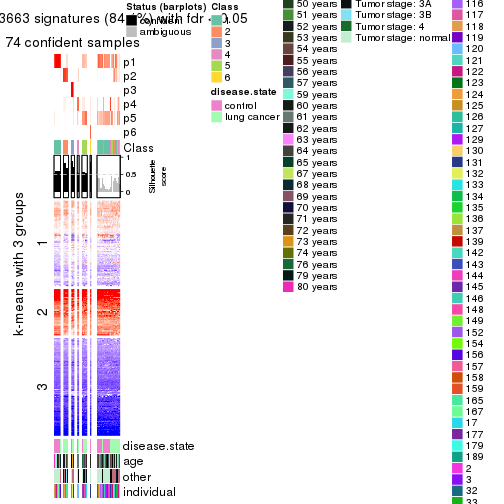 3663 signatures (84. %) with fdr < 0.05
74 confident samples
p1
p2
p3
p4
p5
p6
Class
1
0.5
0
Silhouette
score
k-means with 3 groups
1
2
3
disease.state
age
other
individual
Status (barplots)
confident
ambiguous
Class
1
2
3
4
5
6
disease.state
control
lung cancer
50 years
51 years
52 years
53 years
54 years
55 years
56 years
57 years
59 years
60 years
61 years
62 years
63 years
64 years
65 years
67 years
68 years
69 years
70 years
71 years
72 years
73 years
74 years
76 years
79 years
80 years
Tumor stage: 3A
Tumor stage: 3B
Tumor stage: 4
Tumor stage: normal
116
117
118
119
120
121
122
123
124
125
126
127
129
130
131
132
133
134
135
136
137
139
142
143
144
145
146
148
149
152
154
156
157
158
159
165
167
17
177
179
189
2
3
32
33